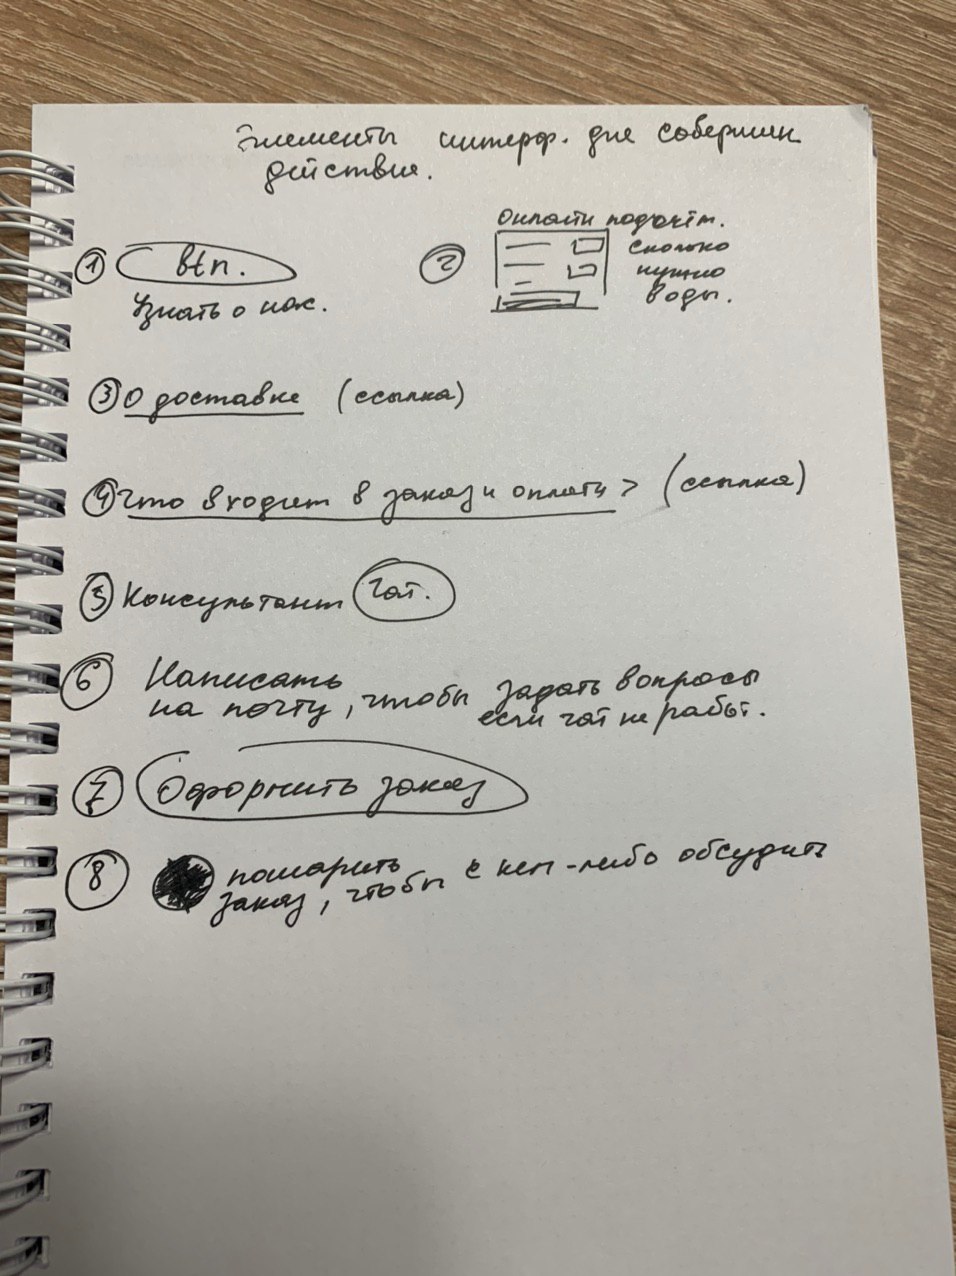 Элементы интерф. для совершен
действия.
① btn.
Узнать о нас.
② Онлайн подсчёт.
сколько
нужно
воды.
③ О доставке (ссылка)
④ Что входит в заказ и оплату > (ссылка)
⑤ Консультант чат.
⑥ Написать
на почту, чтобы задать вопросы
если чат не работ.
⑦ Оформить заказ
⑧ пошарить
заказ, чтобы с кем-либо обсудить